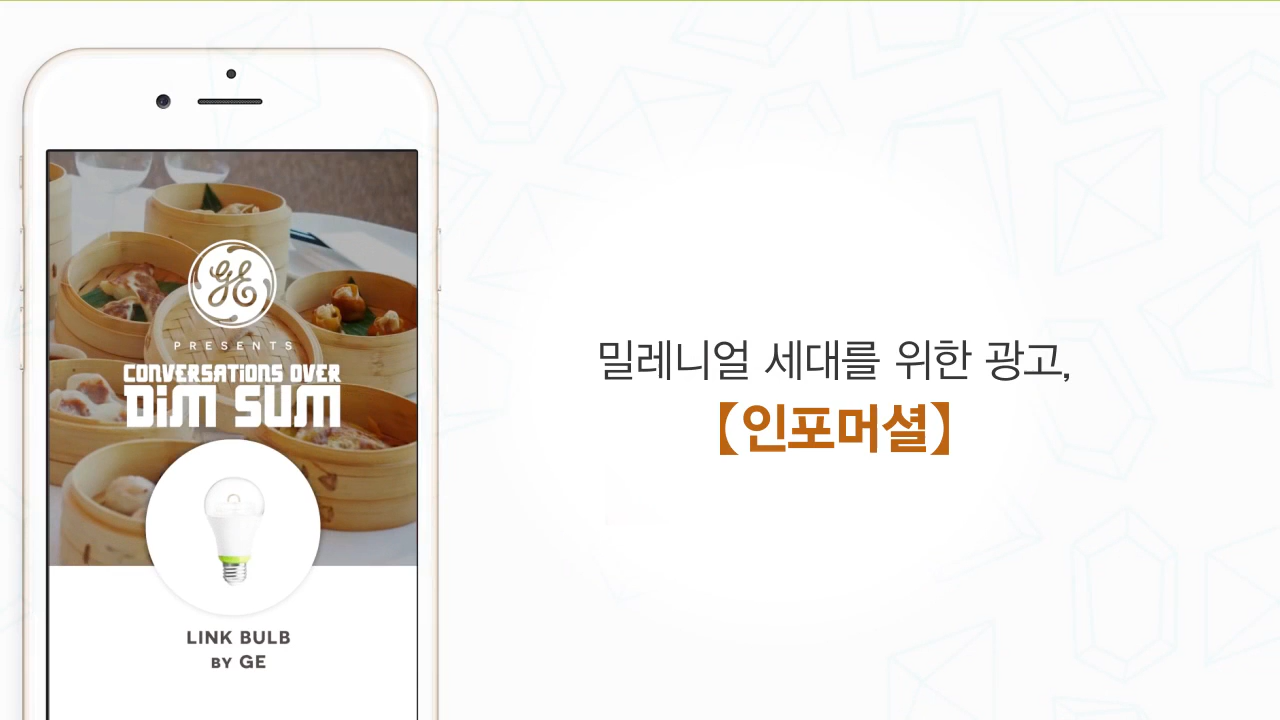 GE
PRESENTS
CONVERSATIONS OVER
DIM SUM
LINK BULB
BY GE
밀레니얼 세대를 위한 광고,
【인포머셜】